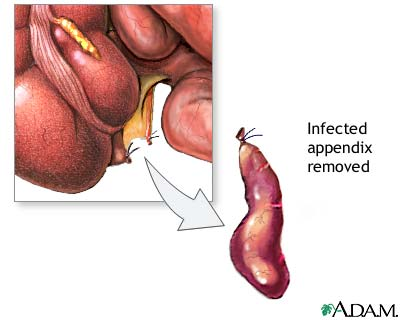 Infected
appendix
removed
A.D.A.M.